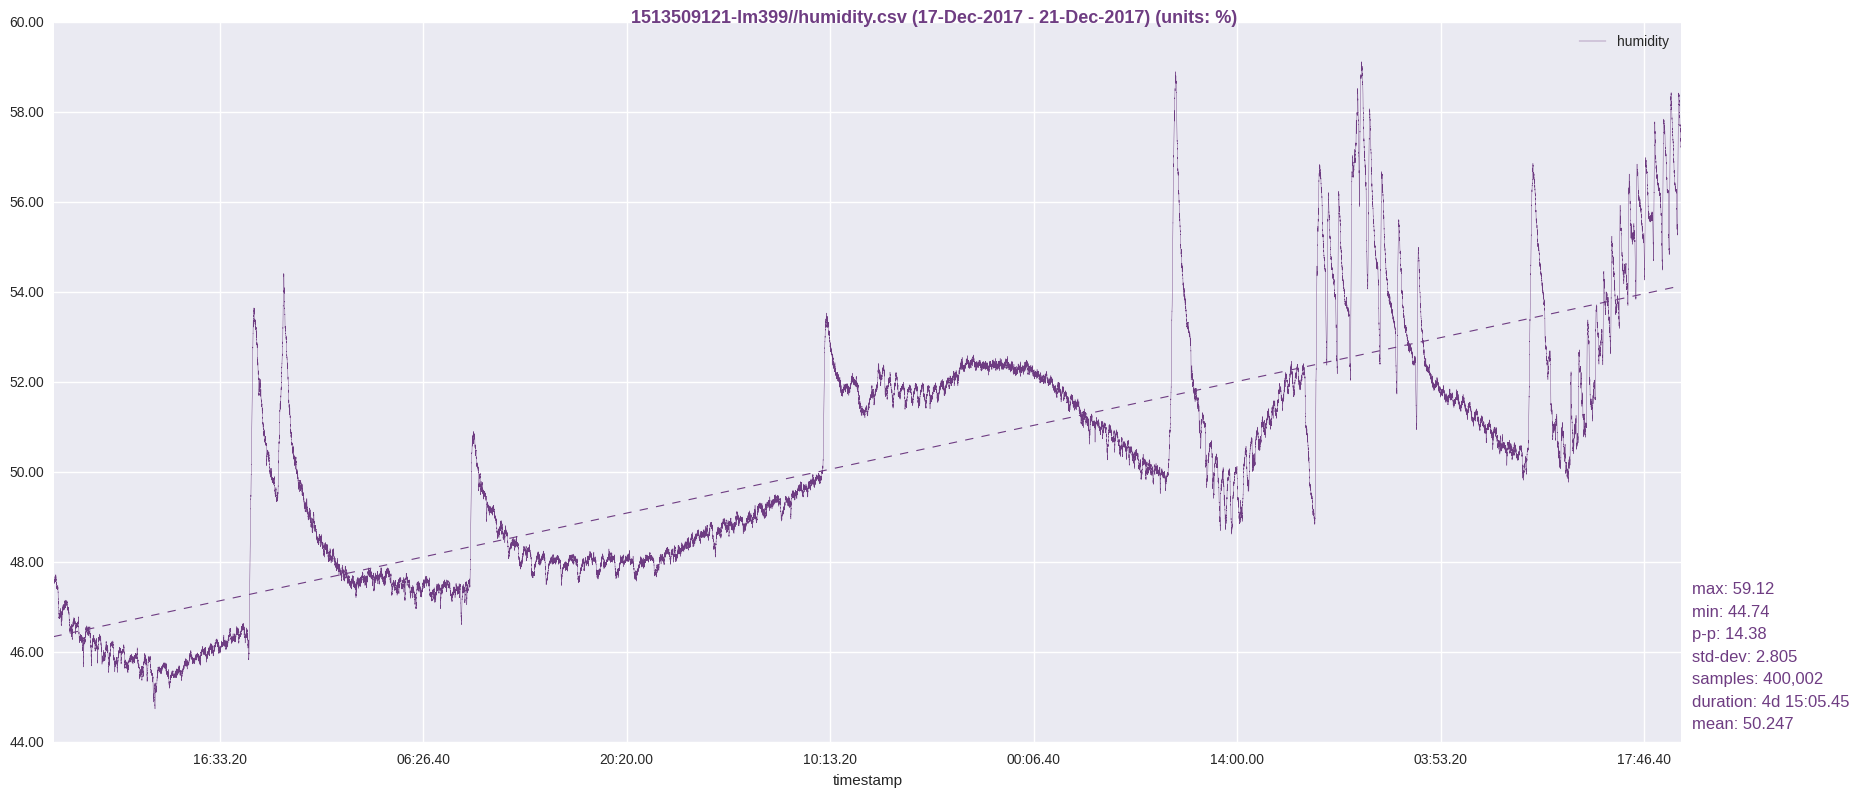 1513509121-lm399//humidity.csv (17-Dec-2017 - 21-Dec-2017) (units: %)
humidity
60.00
58.00
56.00
54.00
52.00
50.00
48.00
46.00
44.00
16:33.20 06:26.40 20:20.00 10:13.20 00:06.40 14:00.00 03:53.20 17:46.40
timestamp
max: 59.12
min: 44.74
p-p: 14.38
std-dev: 2.805
samples: 400,002
duration: 4d 15:05.45
mean: 50.247